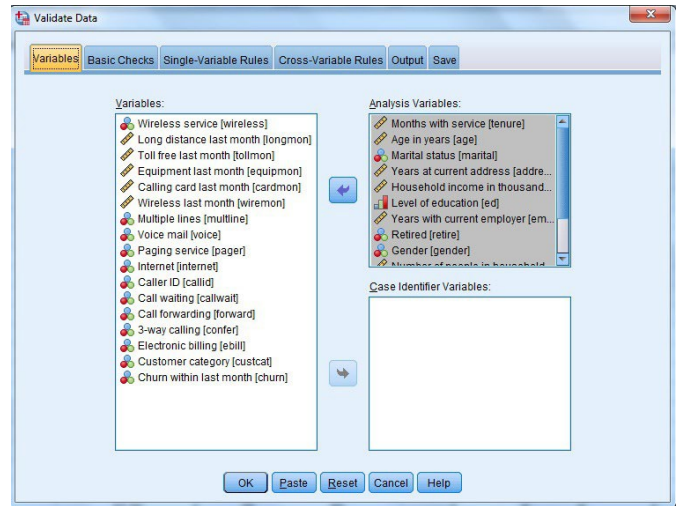 Validate Data
Variables Basic Checks Single-Variable Rules Cross-Variable Rules Output Save
Variables:
Wireless service [wireless]
Long distance last month [longmon]
Toll free last month [tollmon]
Equipment last month [equipmon]
Calling card last month [cardmon]
Wireless last month [wiremon]
Multiple lines [multline]
Voice mail [voice]
Paging service [pager]
Internet [internet]
Caller ID [callid]
Call waiting [callwait]
Call forwarding [forward]
3-way calling [confer]
Electronic billing [ebill]
Customer category [custcat]
Churn within last month [churn]
Analysis Variables:
Months with service [tenure]
Age in years [age]
Marital status [marital]
Years at current address [addre...
Household income in thousand...
Level of education [ed]
Years with current employer [em...
Retired [retire]
Gender [gender]
Number of people in household
Case Identifier Variables:
OK Paste Reset Cancel Help